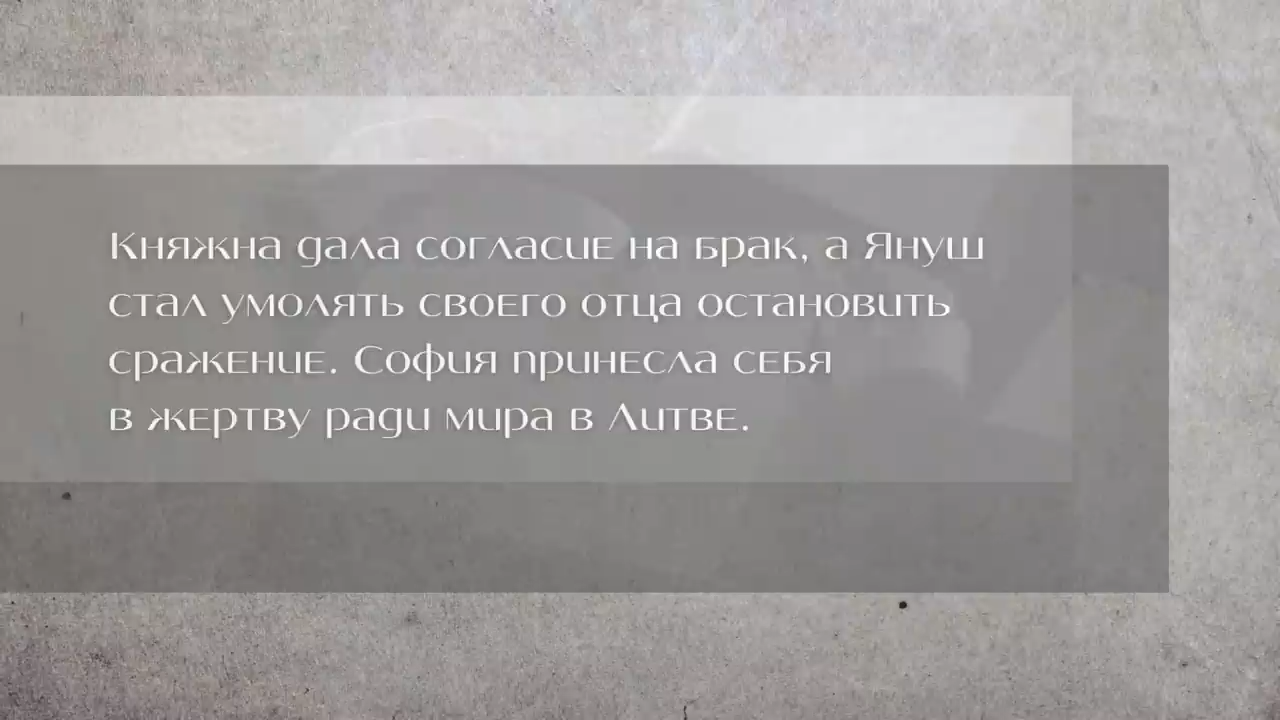 Княжна дала согласие на брак, а Януш
стал умолять своего отца остановить
сражение. София принесла себя
в жертву ради мира в Литве.